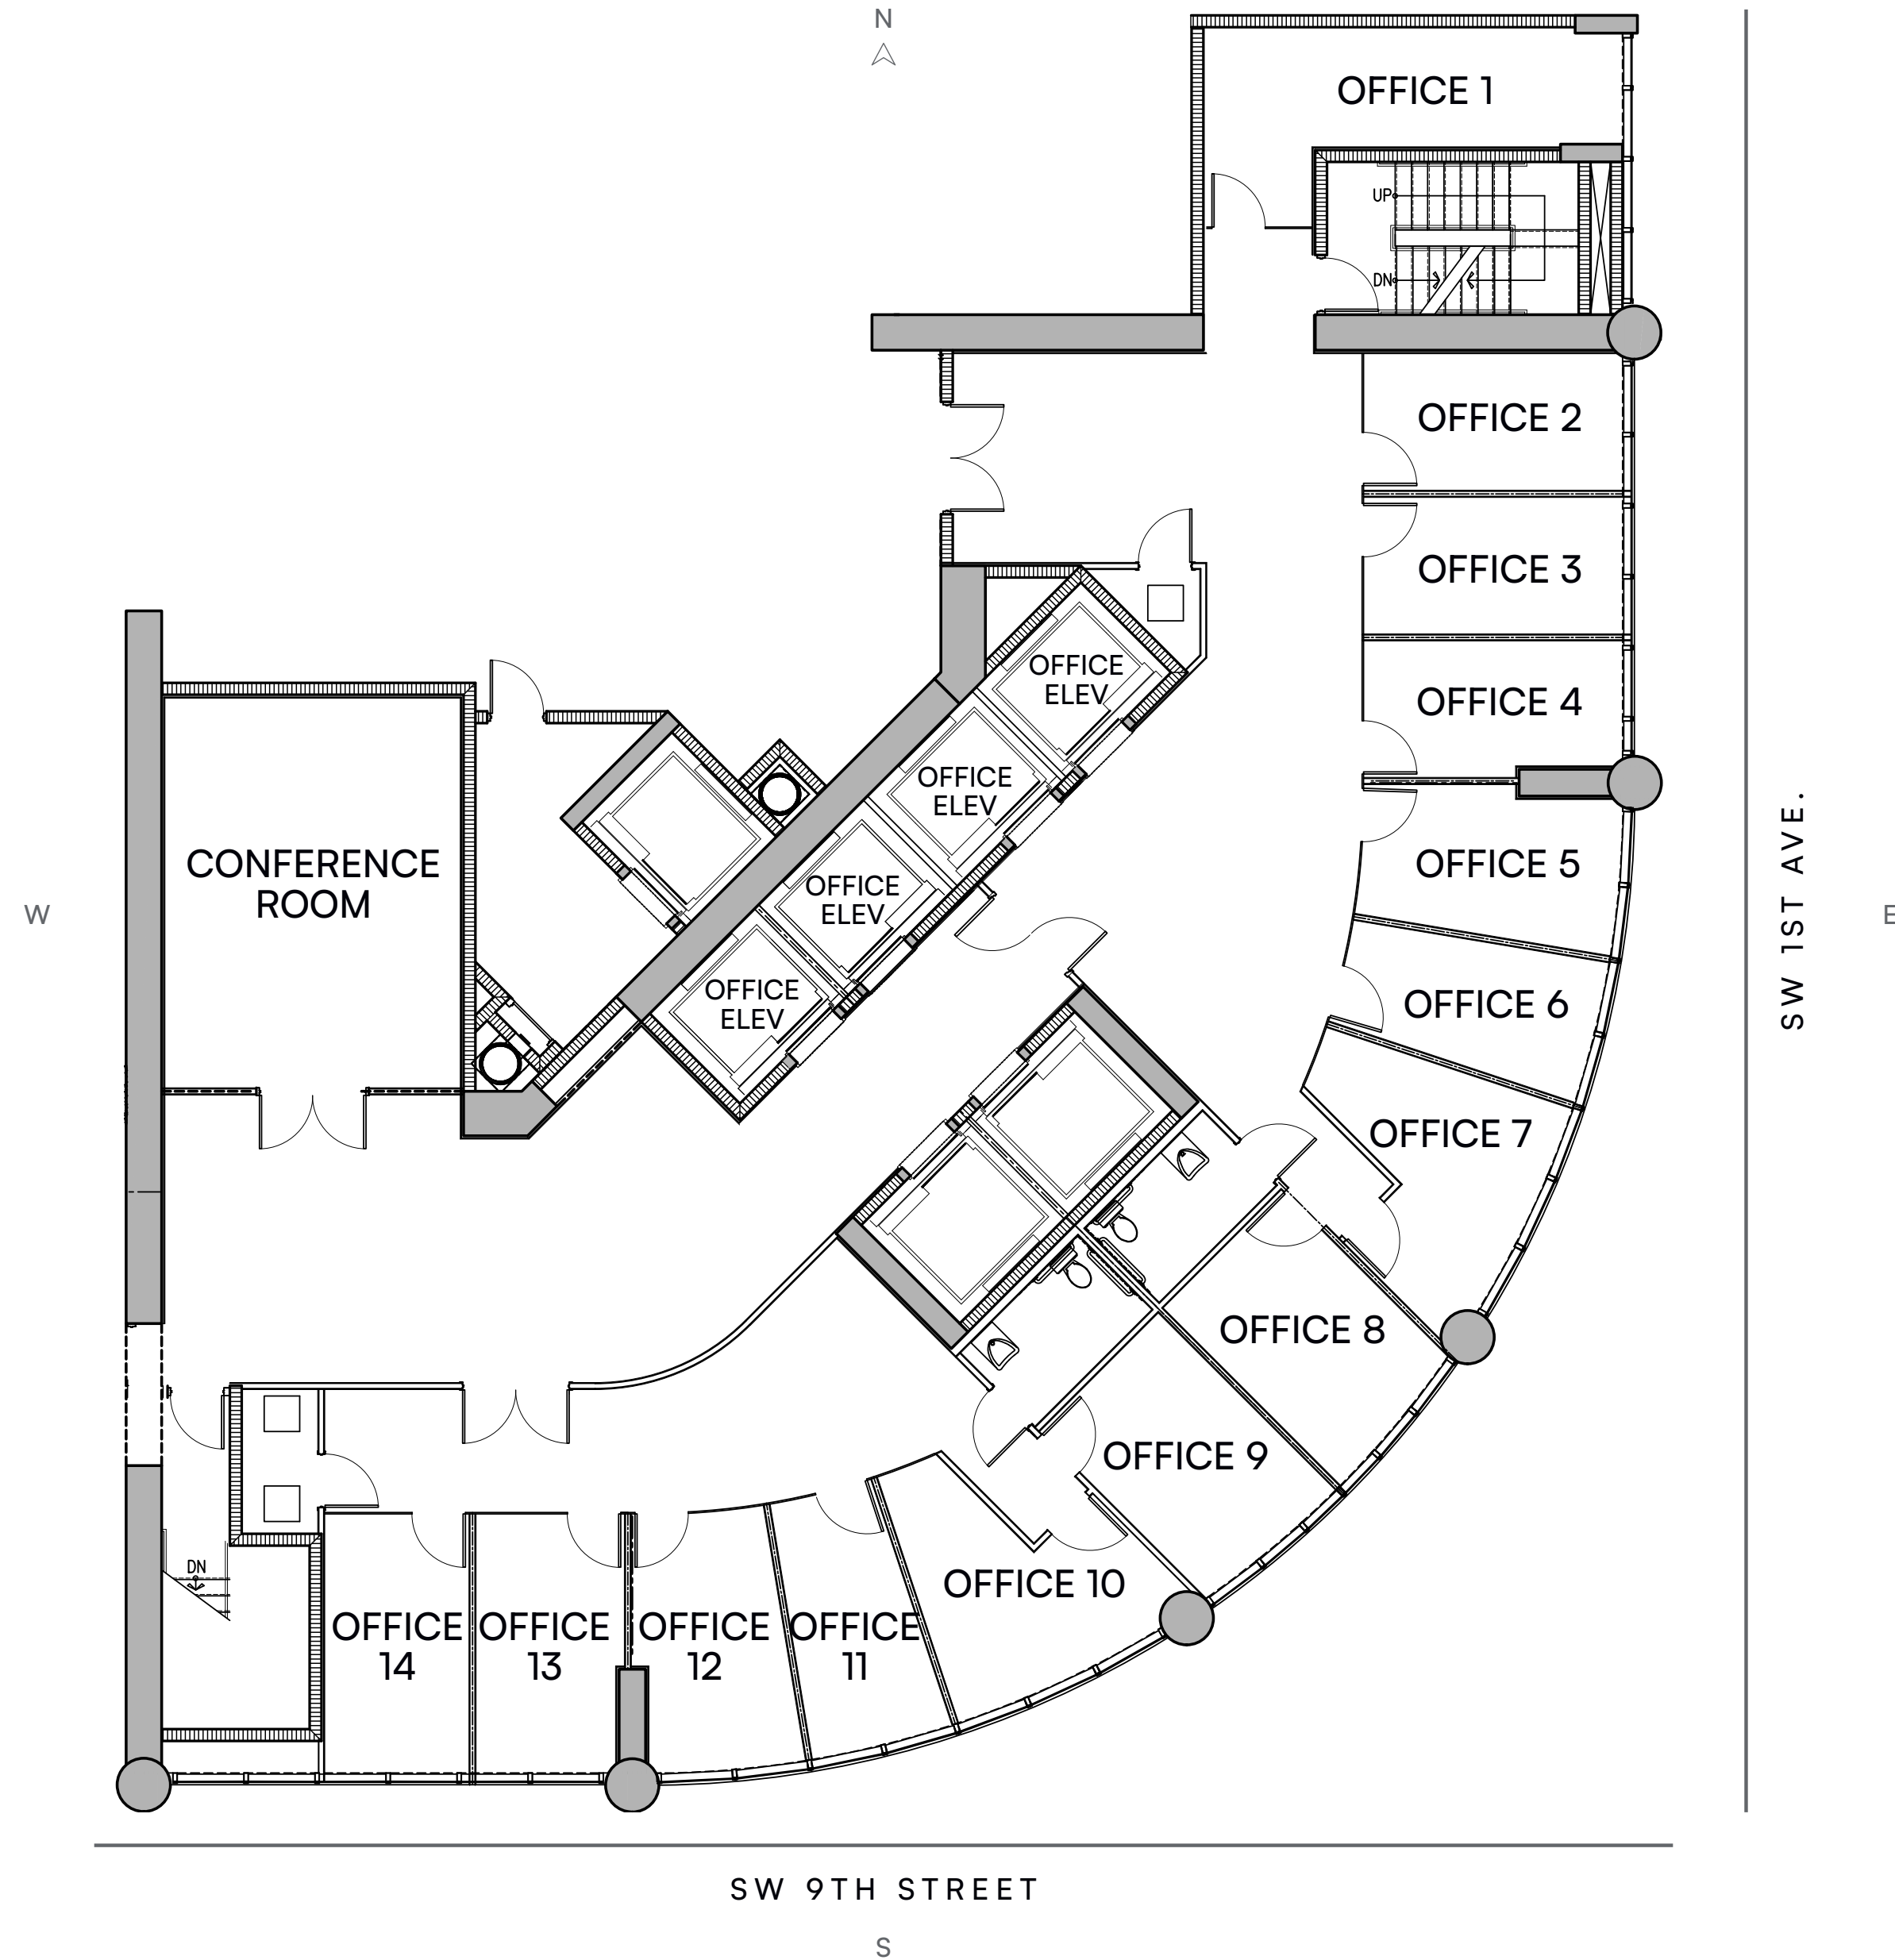 N
OFFICE 1
UP
DN
OFFICE 2
OFFICE 3
OFFICE
ELEV
OFFICE 4
OFFICE
ELEV
CONFERENCE
ROOM
OFFICE
ELEV
OFFICE 5
SW 1ST AVE.
W
E
OFFICE
ELEV
OFFICE 6
OFFICE 7
OFFICE 8
OFFICE 9
DN
OFFICE 10
OFFICE
14
OFFICE
13
OFFICE
12
OFFICE
11
SW 9TH STREET
S